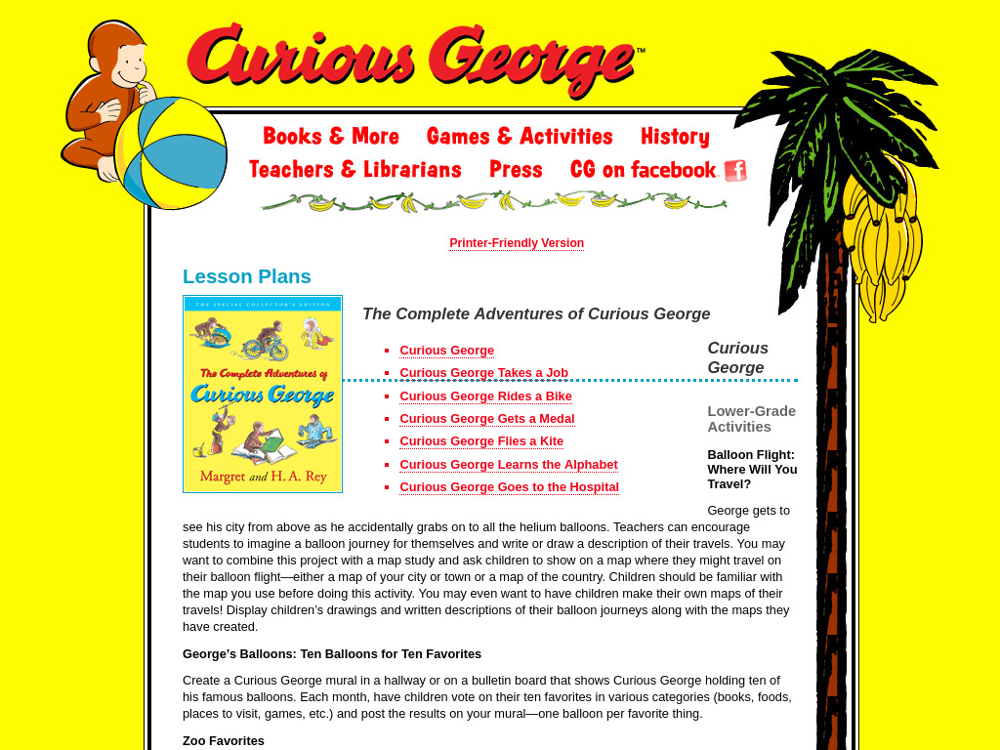 Curious George™
Books & More Games & Activities History
Teachers & Librarians Press CG on facebook
Printer-Friendly Version
Lesson Plans
THE SPECIAL COLLECTOR'S EDITION
The Complete Adventures of
Curious George
Margret and H. A. Rey
The Complete Adventures of Curious George
Curious George
Curious George Takes a Job
Curious George Rides a Bike
Curious George Gets a Medal
Curious George Flies a Kite
Curious George Learns the Alphabet
Curious George Goes to the Hospital
Curious
George
Lower-Grade
Activities
Balloon Flight:
Where Will You
Travel?
George gets to
see his city from above as he accidentally grabs on to all the helium balloons. Teachers can encourage
students to imagine a balloon journey for themselves and write or draw a description of their travels. You may
want to combine this project with a map study and ask children to show on a map where they might travel on
their balloon flight—either a map of your city or town or a map of the country. Children should be familiar with
the map you use before doing this activity. You may even want to have children make their own maps of their
travels! Display children’s drawings and written descriptions of their balloon journeys along with the maps they
have created.
George’s Balloons: Ten Balloons for Ten Favorites
Create a Curious George mural in a hallway or on a bulletin board that shows Curious George holding ten of
his famous balloons. Each month, have children vote on their ten favorites in various categories (books, foods,
places to visit, games, etc.) and post the results on your mural—one balloon per favorite thing.
Zoo Favorites